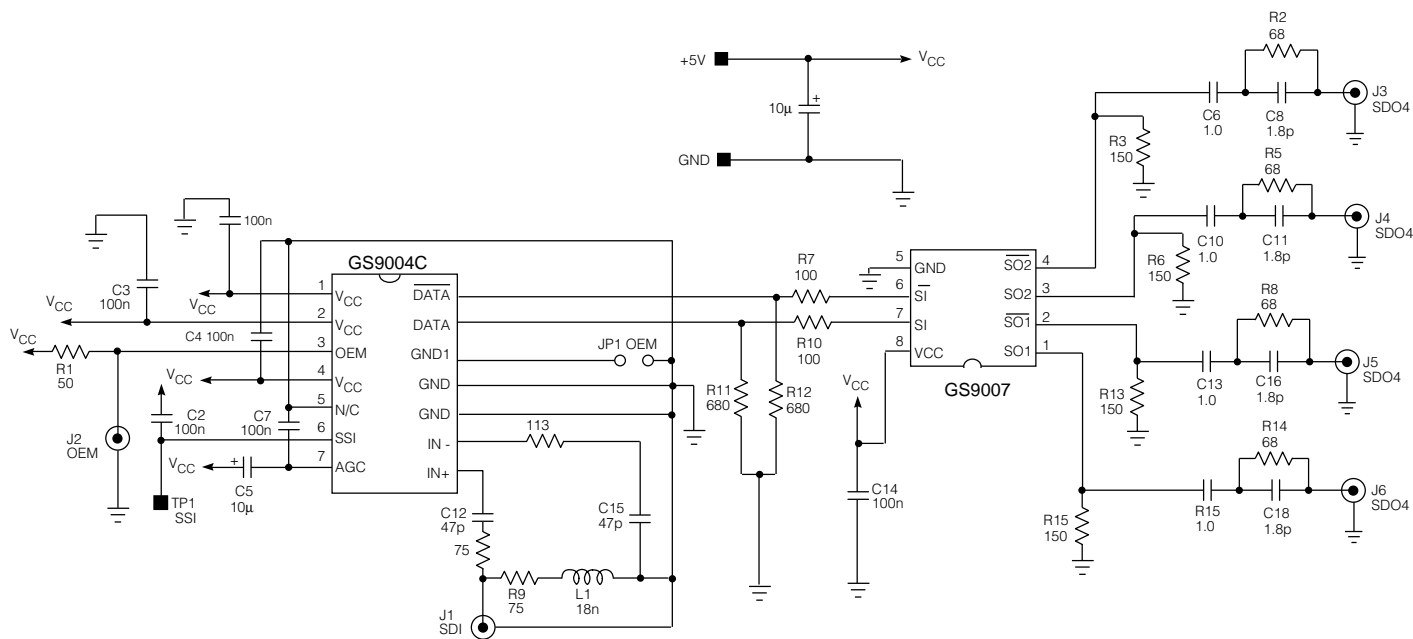 +5V
VCC
10µ
+
GND
R2
68
J3
SDO4
C6
1.0
C8
1.8p
R3
150
R5
68
J4
SDO4
C10
1.0
C11
1.8p
R6
150
R8
68
J5
SDO4
C13
1.0
C16
1.8p
R13
150
R14
68
J6
SDO4
R15
1.0
C18
1.8p
R15
150
100n
C3
100n
VCC
VCC
VCC
R1
50
C4 100n
VCC
C2
100n
C7
100n
J2
OEM
VCC
+
C5
10µ
TP1
SSI
GS9004C
1 VCC
2 VCC
3 OEM
4 VCC
5 N/C
6 SSI
7 AGC
DATA
DATA
GND1
GND
GND
IN -
IN+
JP1 OEM
113
C12
47p
75
C15
47p
R9
75
L1
18n
J1
SDI
R7
100
R10
100
R11
680
R12
680
5 GND
6 SI
7 SI
8 VCC
SO2 4
SO2 3
SO1 2
SO1 1
GS9007
VCC
C14
100n